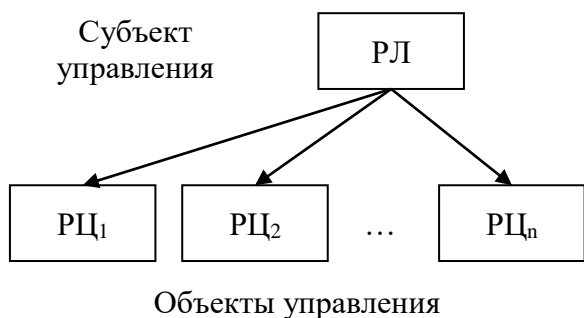 Субъект
управления
РЛ
РЦ₁
РЦ₂
…
РЦₙ
Объекты управления